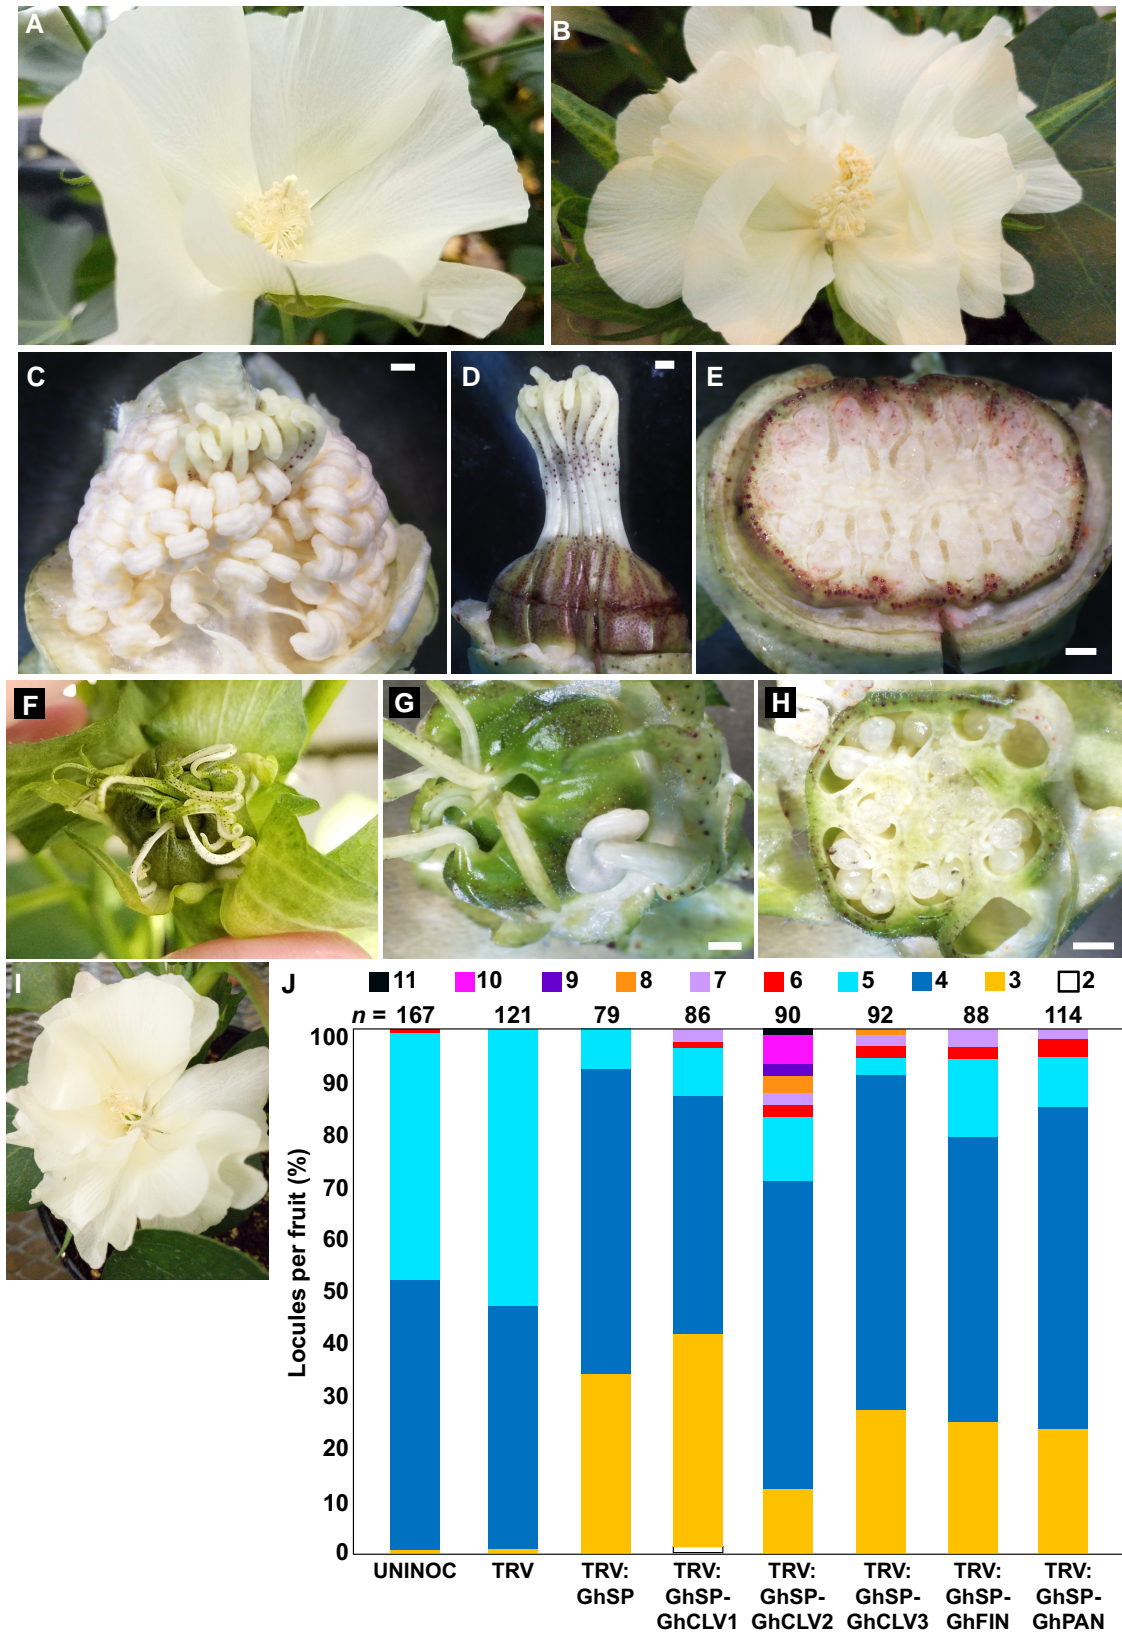 A
B
C
D
E
F
G
H
I
J
11 10 9 8 7 6 5 4 3 2
n = 167 121 79 86 90 92 88 114
Locules per fruit (%)
100
90
80
70
60
50
40
30
20
10
0
UNINOC TRV TRV: TRV: TRV: TRV: TRV: TRV:
GhSP GhSP- GhSP- GhSP- GhSP- GhSP-
GhCLV1 GhCLV2 GhCLV3 GhFIN GhPAN